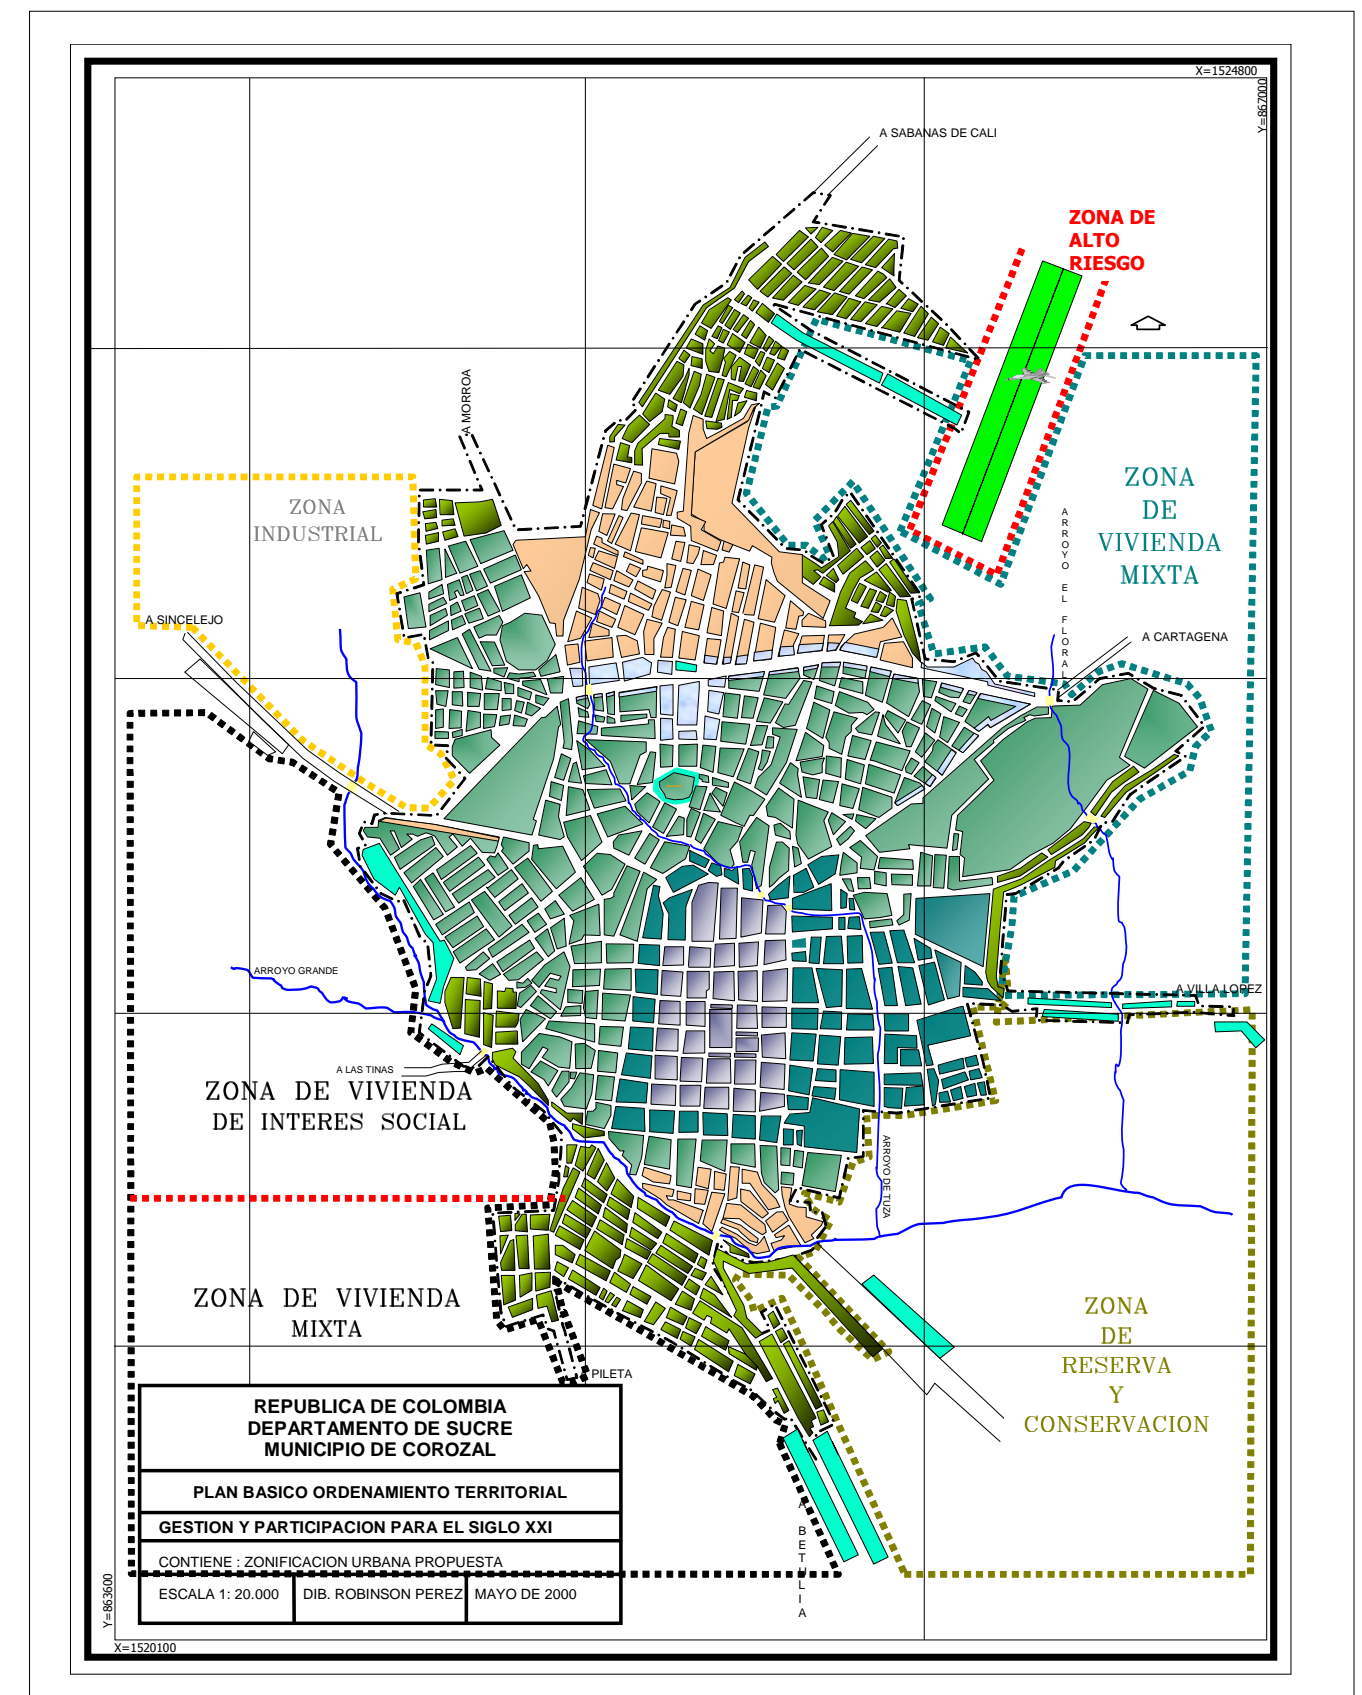 X=1524800
Y=867000
A SABANAS DE CALI
ZONA DE
ALTO
RIESGO
A MORROA
ZONA
INDUSTRIAL
ZONA
DE
VIVIENDA
MIXTA
ARROYO EL FLORAL
A SINCELEJO
A CARTAGENA
ARROYO GRANDE
A VILLA LOPEZ
A LAS TINAS
ZONA DE VIVIENDA
DE INTERES SOCIAL
ARROYO DE TUZA
ZONA DE VIVIENDA
MIXTA
ZONA
DE
RESERVA
Y
CONSERVACION
PILETA
A BETULIA
REPUBLICA DE COLOMBIA
DEPARTAMENTO DE SUCRE
MUNICIPIO DE COROZAL
PLAN BASICO ORDENAMIENTO TERRITORIAL
GESTION Y PARTICIPACION PARA EL SIGLO XXI
CONTIENE : ZONIFICACION URBANA PROPUESTA
ESCALA 1: 20.000 DIB. ROBINSON PEREZ MAYO DE 2000
Y=863600
X=1520100